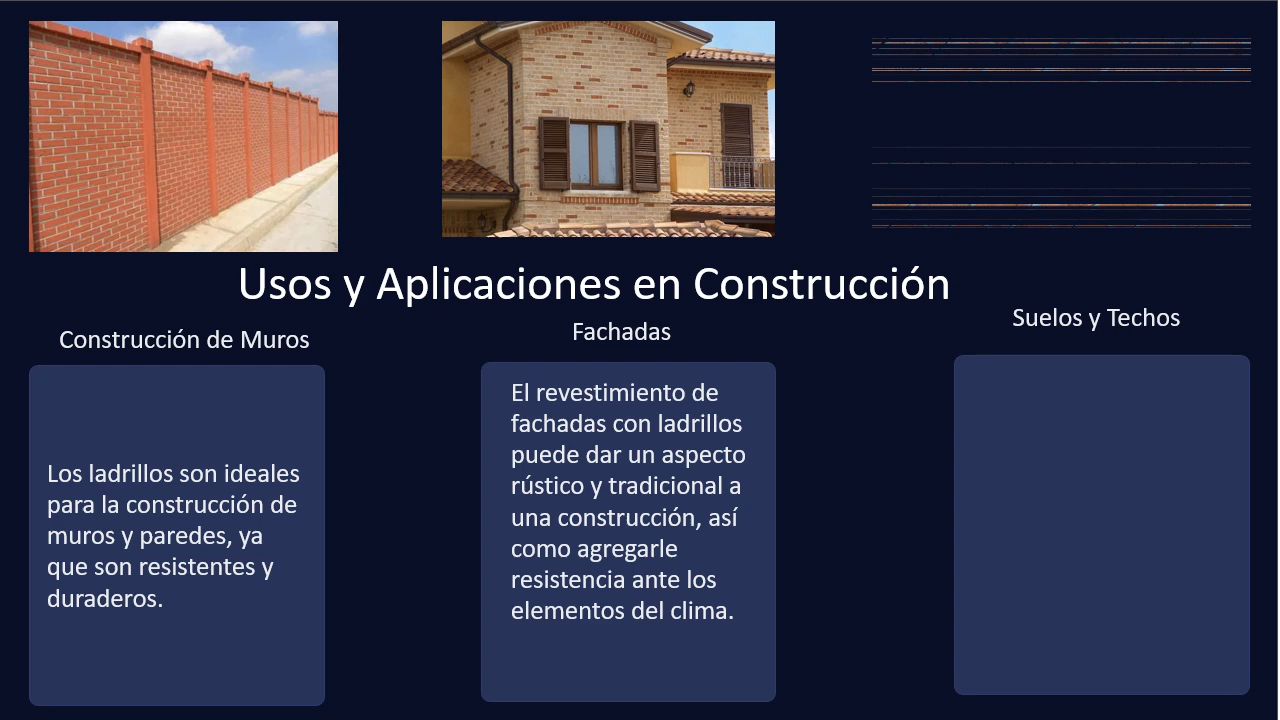 Usos y Aplicaciones en Construcción
Construcción de Muros
Los ladrillos son ideales
para la construcción de
muros y paredes, ya
que son resistentes y
duraderos.
Fachadas
El revestimiento de
fachadas con ladrillos
puede dar un aspecto
rústico y tradicional a
una construcción, así
como agregarle
resistencia ante los
elementos del clima.
Suelos y Techos